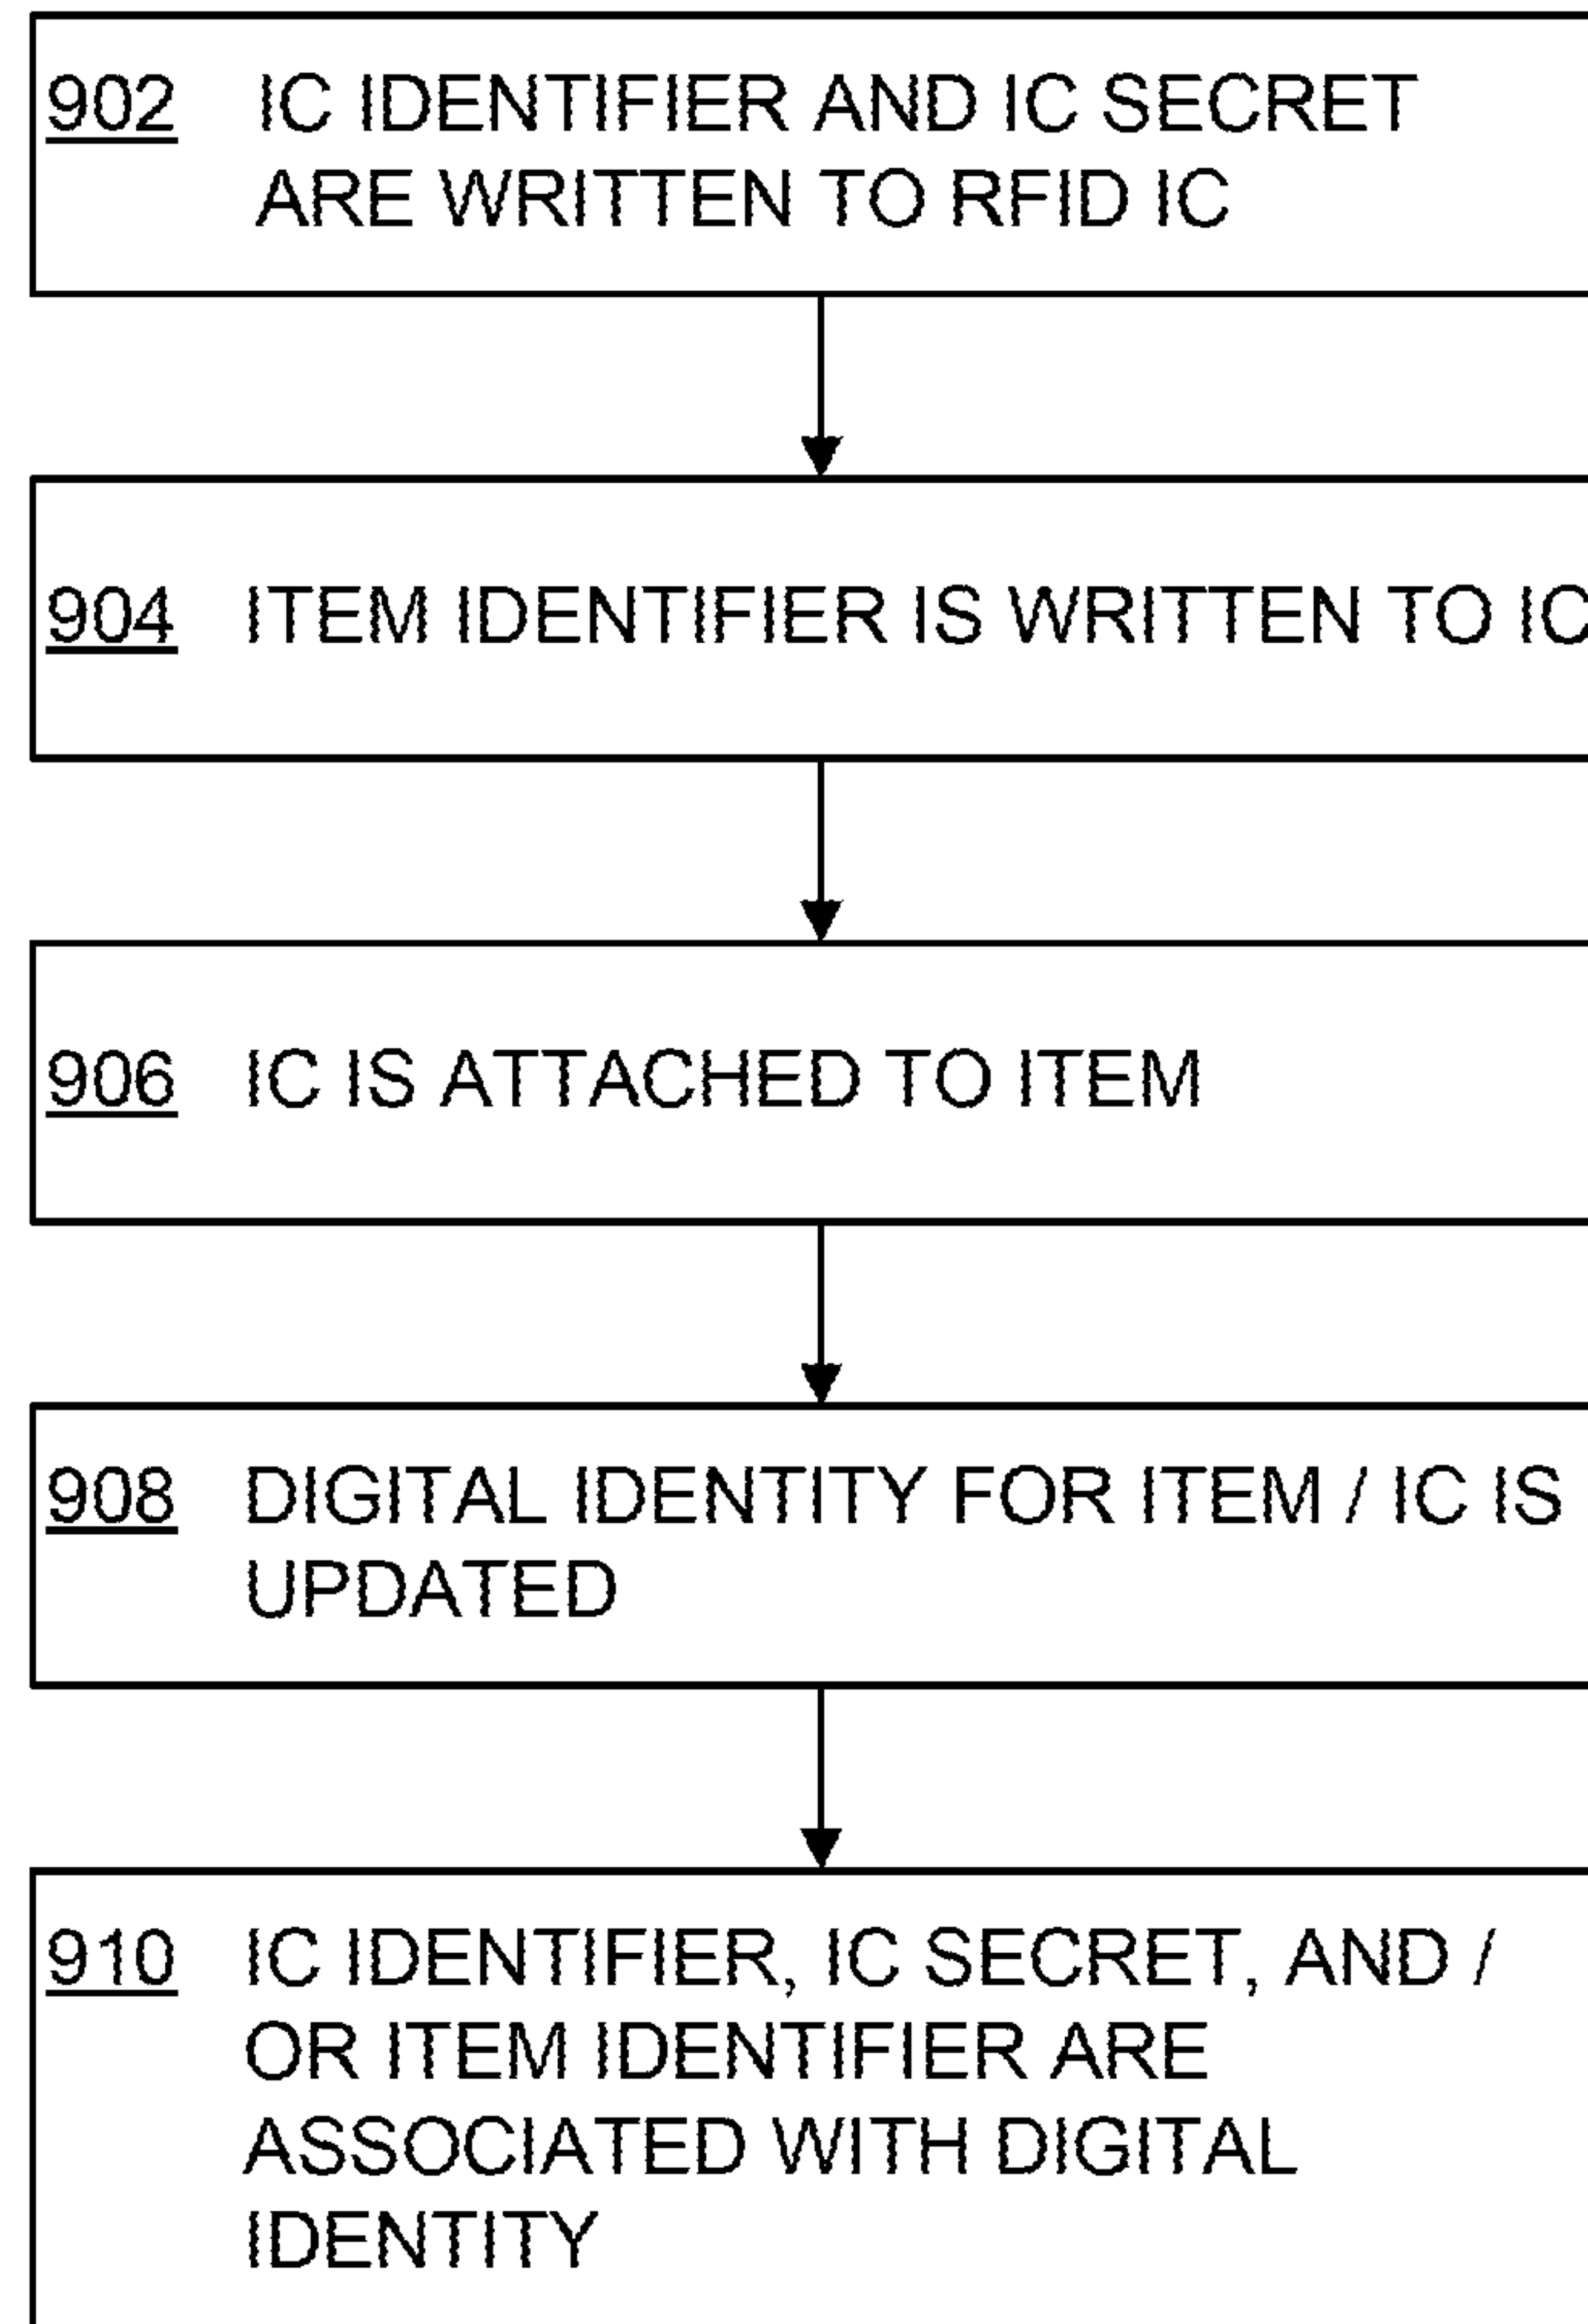 902 IC IDENTIFIER AND IC SECRET
ARE WRITTEN TO RFID IC
904 ITEM IDENTIFIER IS WRITTEN TO IC
906 IC IS ATTACHED TO ITEM
908 DIGITAL IDENTITY FOR ITEM / IC IS
UPDATED
910 IC IDENTIFIER, IC SECRET, AND /
OR ITEM IDENTIFIER ARE
ASSOCIATED WITH DIGITAL
IDENTITY